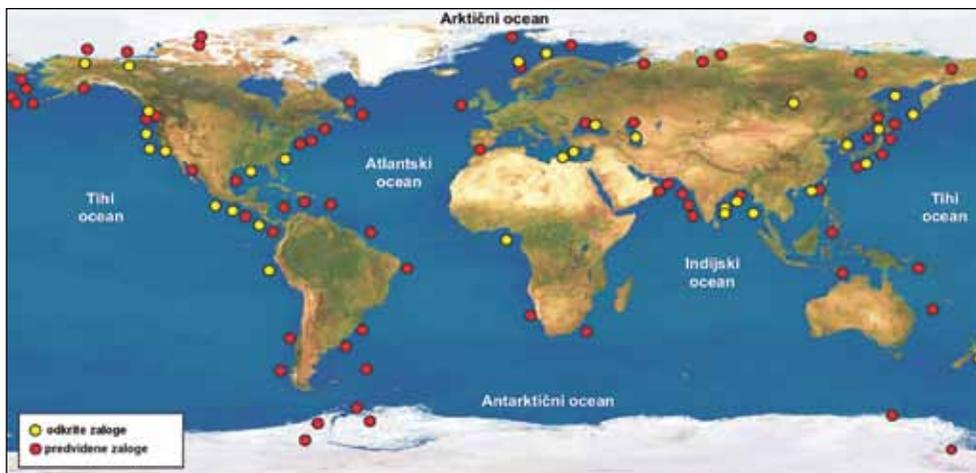 Arktični ocean
Atlantski
ocean
Tihi
ocean
Tihi
ocean
Indijski
ocean
Antarktični ocean
odkrite zaloge
predvidene zaloge